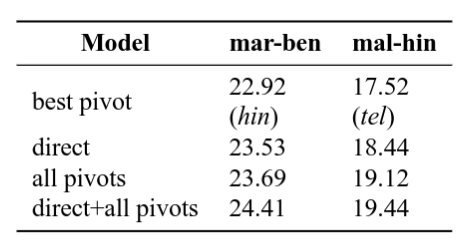 Model mar-ben mal-hin
best pivot 22.92 17.52
(hin) (tel)
direct 23.53 18.44
all pivots 23.69 19.12
direct+all pivots 24.41 19.44